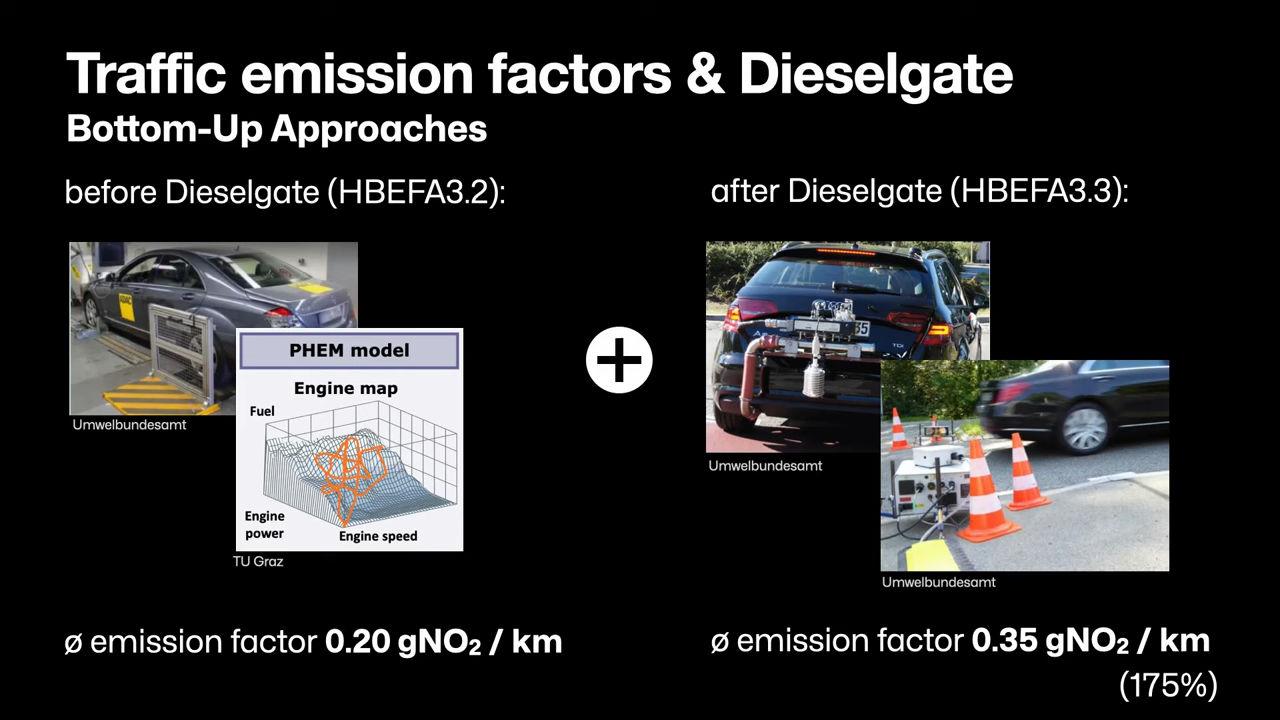 Traffic emission factors & Dieselgate
Bottom-Up Approaches
before Dieselgate (HBEFA3.2):
Umwelbundesamt
PHEM model
Engine map
Fuel
Engine
power
Engine speed
TU Graz
ø emission factor 0.20 gNO₂ / km
after Dieselgate (HBEFA3.3):
TDI
Umwelbundesamt
Umwelbundesamt
ø emission factor 0.35 gNO₂ / km
(175%)